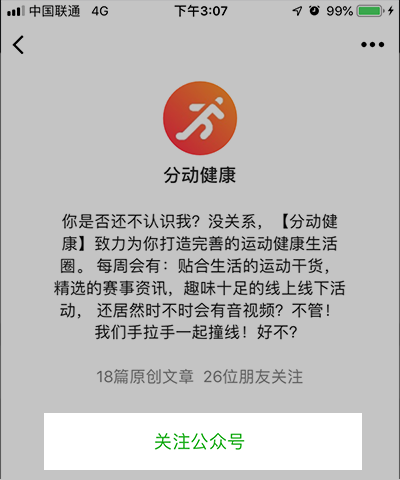 中国联通 4G 下午3:07 99%
分动健康
你是否还不认识我？没关系，【分动健
康】致力为你打造完善的运动健康生活
圈。 每周会有：贴合生活的运动干货，
精选的赛事资讯，趣味十足的线上线下活
动， 还居然时不时会有音视频？不管！
我们手拉手一起撞线！好不？
18篇原创文章 26位朋友关注
关注公众号